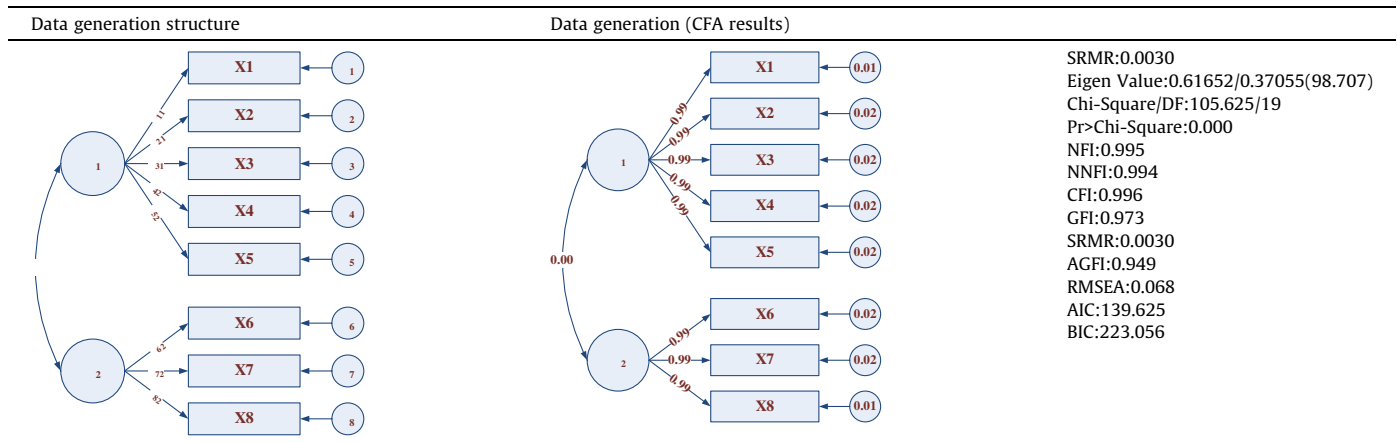 Data generation structure
Data generation (CFA results)
X1
1
X2
2
X3
3
X4
4
X5
5
1
11
21
31
42
52
X6
6
X7
7
X8
8
2
62
72
82
X1
0.01
X2
0.02
X3
0.02
X4
0.02
X5
0.02
1
0.99
0.99
0.99
0.99
0.99
0.00
X6
0.02
X7
0.02
X8
0.01
2
0.99
0.99
0.99
SRMR:0.0030
Eigen Value:0.61652/0.37055(98.707)
Chi-Square/DF:105.625/19
Pr>Chi-Square:0.000
NFI:0.995
NNFI:0.994
CFI:0.996
GFI:0.973
SRMR:0.0030
AGFI:0.949
RMSEA:0.068
AIC:139.625
BIC:223.056